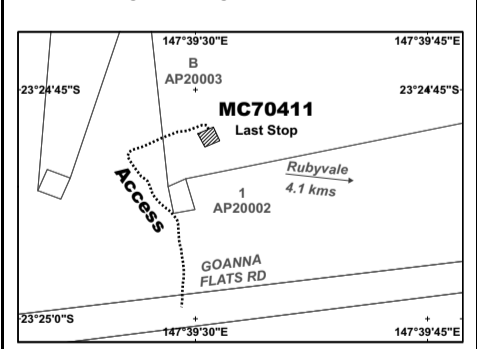 147°39'30"E
147°39'45"E
B
AP20003
23°24'45"S
23°24'45"S
MC70411
Last Stop
Access
Rubyvale
4.1 kms
1
AP20002
GOANNA
FLATS RD
23°25'0"S
147°39'30"E
147°39'45"E